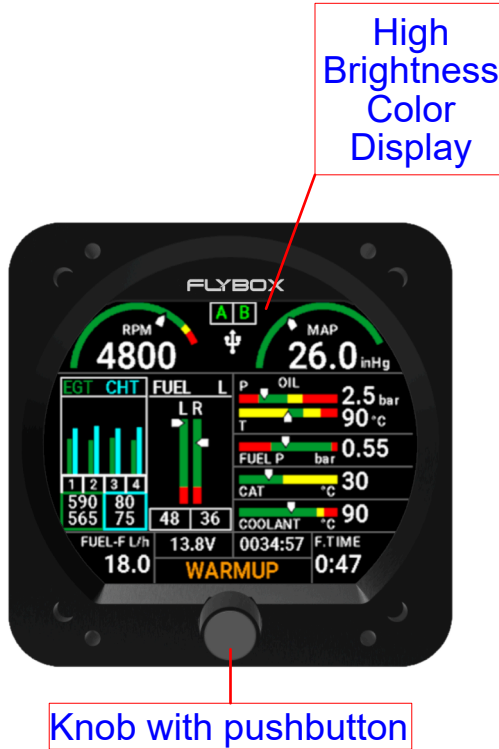 High
Brightness
Color
Display
FLYBOX
A B
RPM
4800
MAP
26.0 inHg
EGT CHT
FUEL L
L R
1 2 3 4
590 80
565 75
48 36
P OIL
2.5 bar
T 90 °C
FUEL P bar 0.55
CAT °C 30
COOLANT °C 90
FUEL-F L/h
18.0
13.8V
0034:57
F.TIME
0:47
WARMUP
Knob with pushbutton